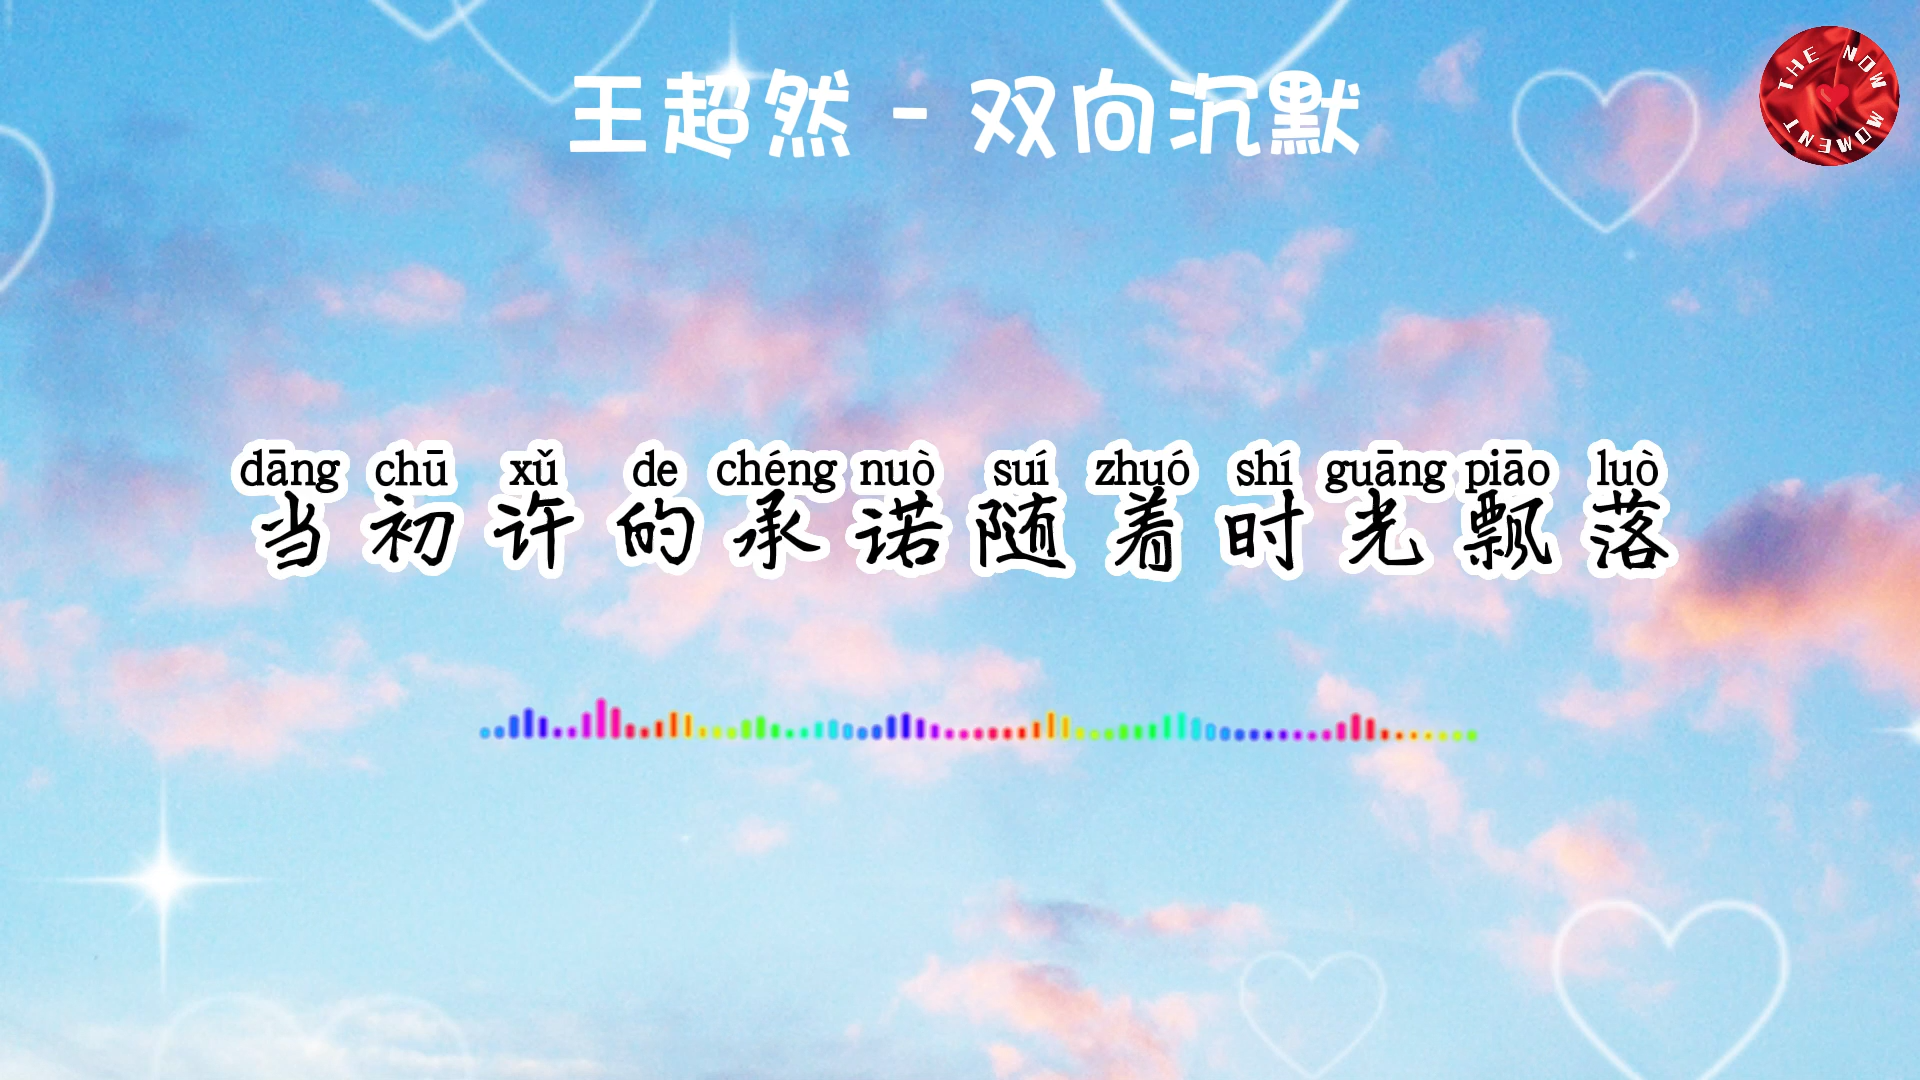 王超然 - 双向沉默
THE NOW MOMENT
dāng chū xǔ de chéng nuò suí zhuó shí guāng piāo luò
当初许的承诺随着时光飘落